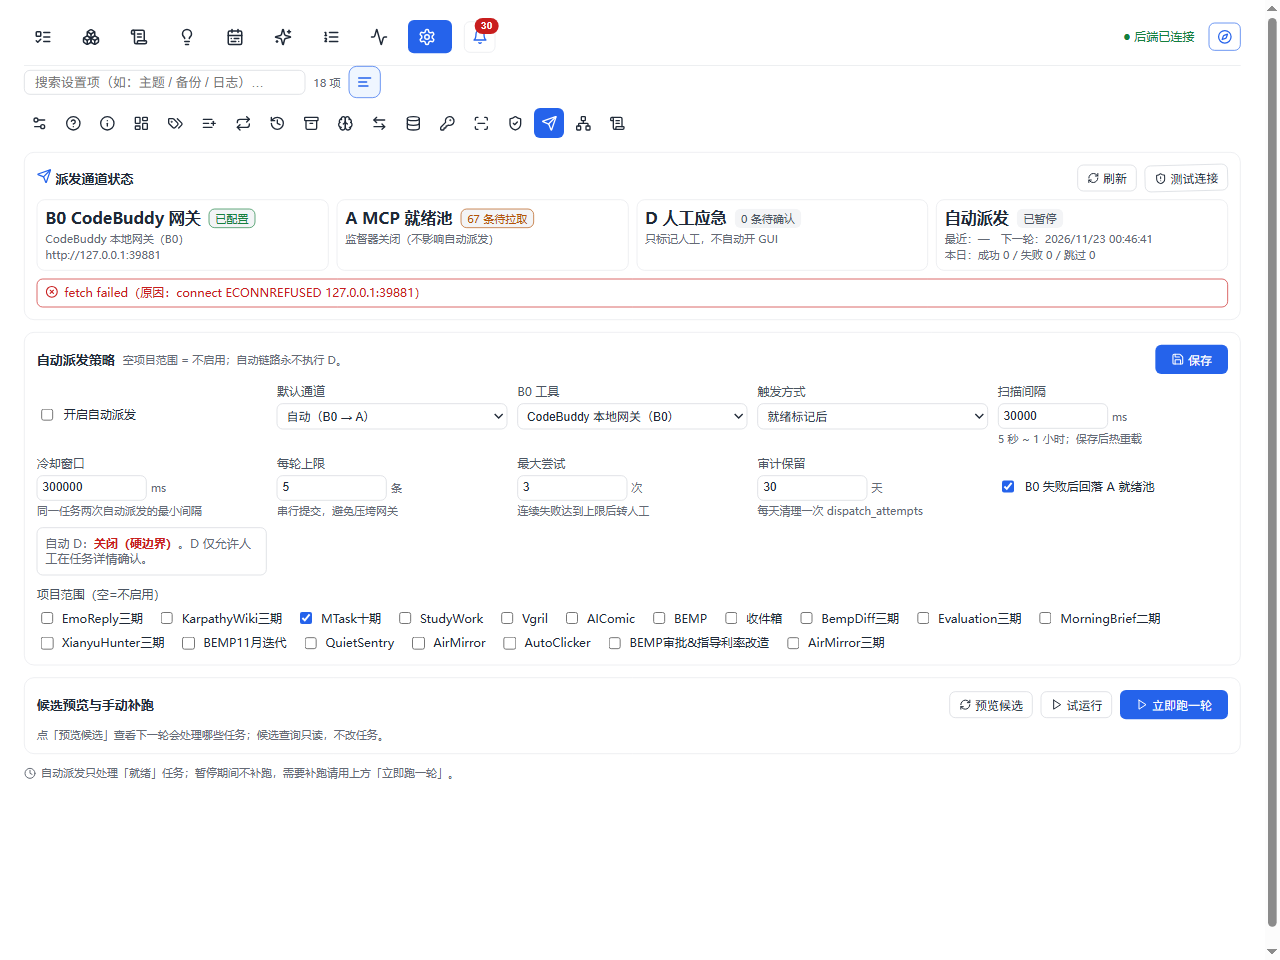 30
后端已连接
搜索设置项（如：主题 / 备份 / 日志）…
18 项
派发通道状态
刷新
测试连接
B0 CodeBuddy 网关 已配置
CodeBuddy 本地网关（B0）
http://127.0.0.1:39881
A MCP 就绪池 67 条待拉取
监督器关闭（不影响自动派发）
D 人工应急 0 条待确认
只标记人工，不自动开 GUI
自动派发 已暂停
最近：— 下一轮：2026/11/23 00:46:41
本日：成功 0 / 失败 0 / 跳过 0
fetch failed（原因：connect ECONNREFUSED 127.0.0.1:39881）
自动派发策略 空项目范围 = 不启用；自动链路永不执行 D。
保存
开启自动派发
默认通道
自动（B0 → A）
B0 工具
CodeBuddy 本地网关（B0）
触发方式
就绪标记后
扫描间隔
30000 ms
5 秒 ~ 1 小时；保存后热重载
冷却窗口
300000 ms
同一任务两次自动派发的最小间隔
每轮上限
5 条
串行提交，避免压垮网关
最大尝试
3 次
连续失败达到上限后转人工
审计保留
30 天
每天清理一次 dispatch_attempts
B0 失败后回落 A 就绪池
自动 D：关闭（硬边界）。D 仅允许人
工在任务详情确认。
项目范围（空=不启用）
EmoReply三期 KarpathyWiki三期 MTask十期 StudyWork Vgril AIComic BEMP 收件箱 BempDiff三期 Evaluation三期 MorningBrief二期
XianyuHunter三期 BEMP11月迭代 QuietSentry AirMirror AutoClicker BEMP审批&指导利率改造 AirMirror三期
候选预览与手动补跑
预览候选
试运行
立即跑一轮
点「预览候选」查看下一轮会处理哪些任务；候选查询只读，不改任务。
自动派发只处理「就绪」任务；暂停期间不补跑，需要补跑请用上方「立即跑一轮」。